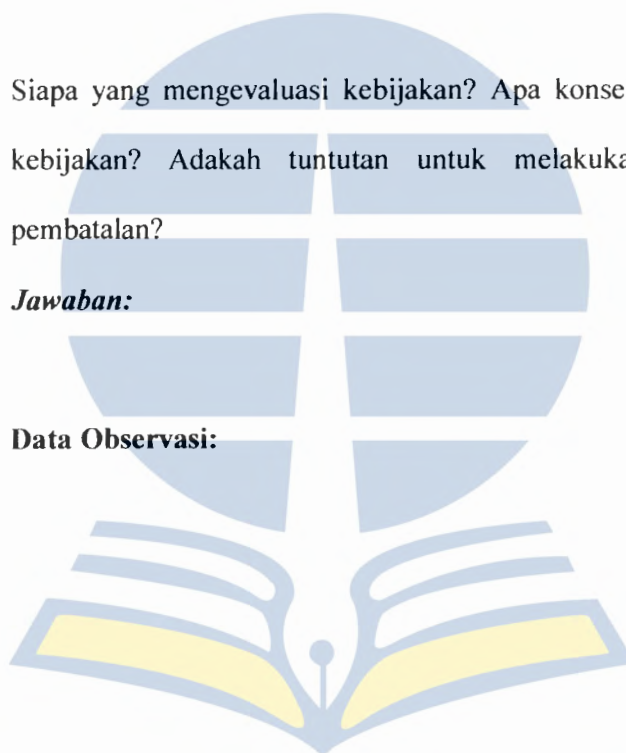 Siapa yang mengevaluasi kebijakan? Apa konse
kebijakan? Adakah tuntutan untuk melakuka
pembatalan?
Jawaban:
Data Observasi: